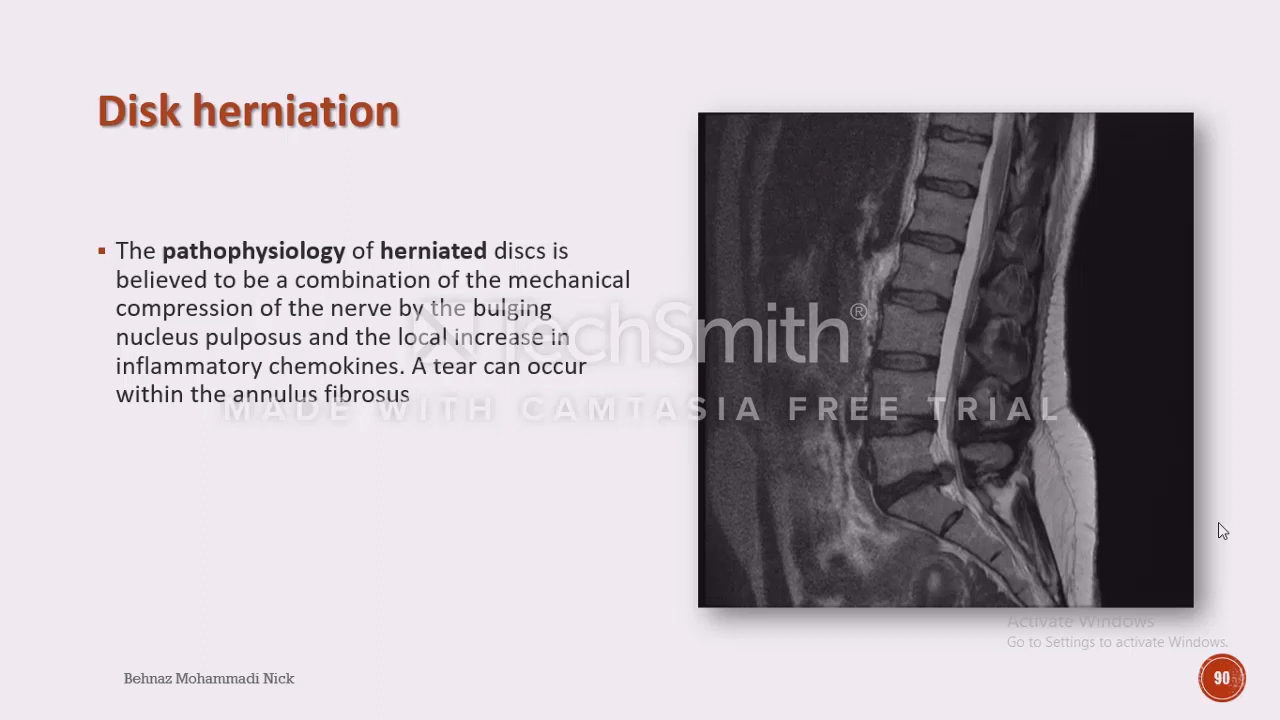 Disk herniation
▪ The pathophysiology of herniated discs is
believed to be a combination of the mechanical
compression of the nerve by the bulging
nucleus pulposus and the local increase in
inflammatory chemokines. A tear can occur
within the annulus fibrosus
TechSmith®
MADE WITH CAMTASIA FREE TRIAL
Activate Windows
Go to Settings to activate Windows.
Behnaz Mohammadi Nick
90